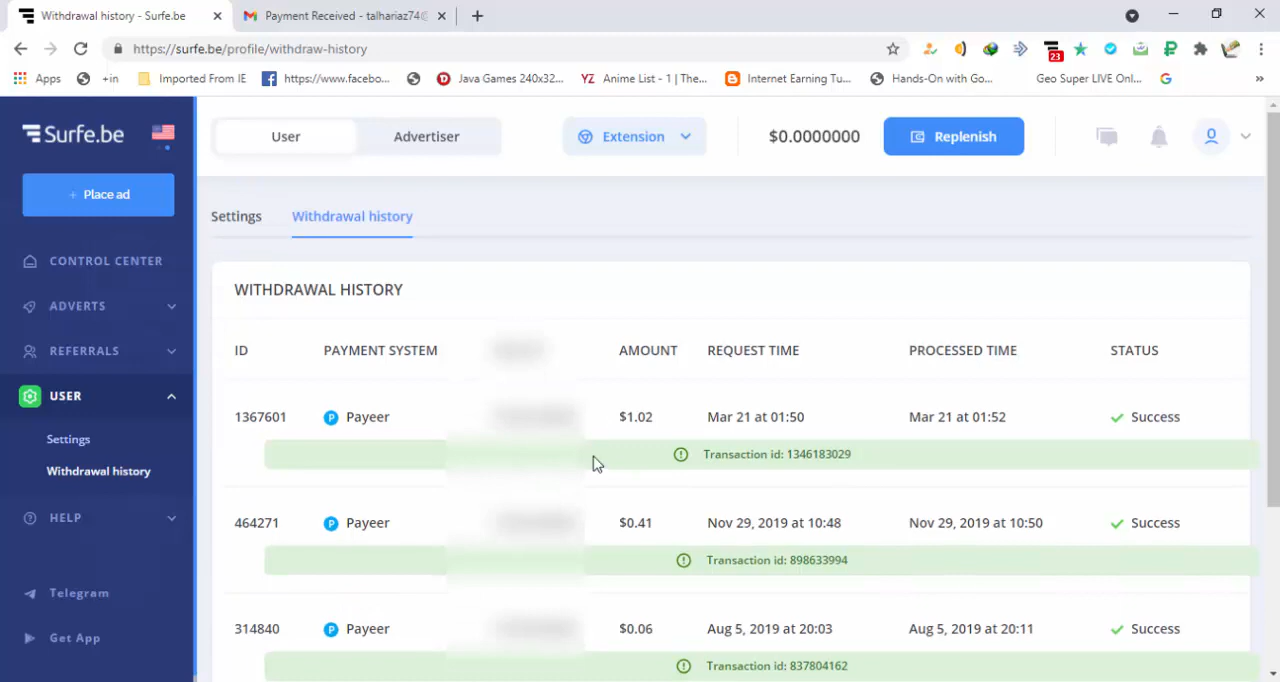 Withdrawal history - Surfe.be
Payment Received - talhariaz74@
https://surfe.be/profile/withdraw-history
23
Apps
+in
Imported From IE
https://www.facebo...
Java Games 240x32...
YZ Anime List - 1 | The...
Internet Earning Tu...
Hands-On with Go...
Geo Super LIVE Onl...
»
Surfe.be
User
Advertiser
Extension
$0.0000000
Replenish
+ Place ad
Settings
Withdrawal history
CONTROL CENTER
ADVERTS
REFERRALS
USER
Settings
Withdrawal history
HELP
Telegram
Get App
WITHDRAWAL HISTORY
ID PAYMENT SYSTEM AMOUNT REQUEST TIME PROCESSED TIME STATUS
1367601 Payeer $1.02 Mar 21 at 01:50 Mar 21 at 01:52 Success
Transaction id: 1346183029
464271 Payeer $0.41 Nov 29, 2019 at 10:48 Nov 29, 2019 at 10:50 Success
Transaction id: 898633994
314840 Payeer $0.06 Aug 5, 2019 at 20:03 Aug 5, 2019 at 20:11 Success
Transaction id: 837804162